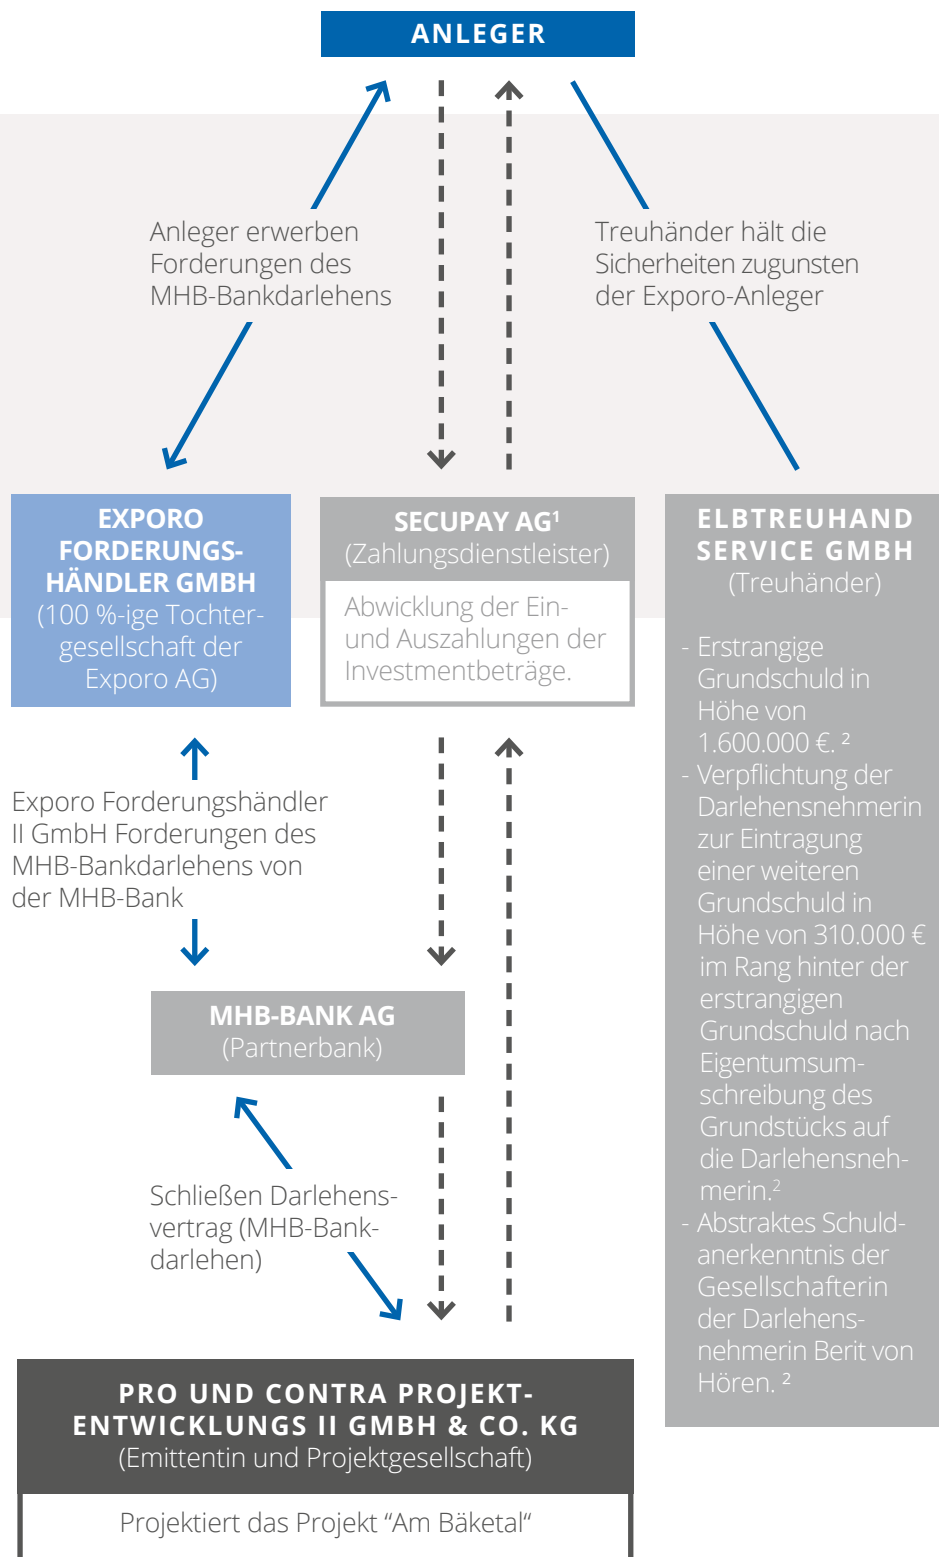 ANLEGER
Anleger erwerben
Forderungen des
MHB-Bankdarlehens
Treuhänder hält die
Sicherheiten zugunsten
der Exporo-Anleger
EXPORO
FORDERUNGS-
HÄNDLER GMBH
(100 %-ige Tochter-
gesellschaft der
Exporo AG)
SECUPAY AG¹
(Zahlungsdienstleister)
Abwicklung der Ein-
und Auszahlungen der
Investmentbeträge.
ELBTREUHAND
SERVICE GMBH
(Treuhänder)
- Erstrangige
Grundschuld in
Höhe von
1.600.000 €. ²
- Verpflichtung der
Darlehensnehmerin
zur Eintragung
einer weiteren
Grundschuld in
Höhe von 310.000 €
im Rang hinter der
erstrangigen
Grundschuld nach
Eigentumsum-
schreibung des
Grundstücks auf
die Darlehensneh-
merin.²
- Abstraktes Schuld-
anerkenntnis der
Gesellschafterin
der Darlehens-
nehmerin Berit von
Hören. ²
Exporo Forderungshändler
II GmbH Forderungen des
MHB-Bankdarlehens von
der MHB-Bank
MHB-BANK AG
(Partnerbank)
Schließen Darlehens-
vertrag (MHB-Bank-
darlehen)
PRO UND CONTRA PROJEKT-
ENTWICKLUNGS II GMBH & CO. KG
(Emittentin und Projektgesellschaft)
Projektiert das Projekt “Am Bäketal“